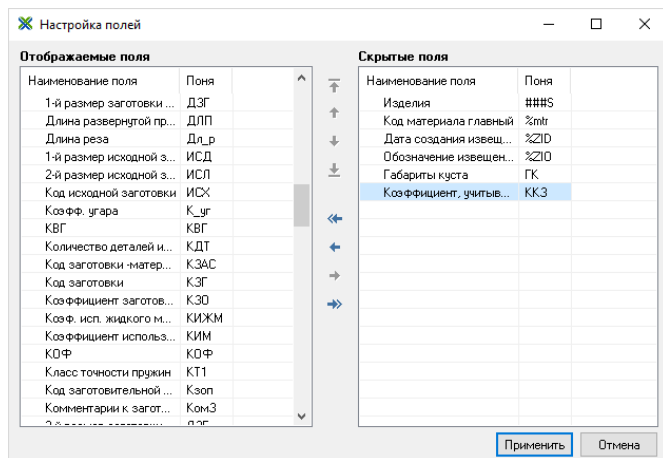 Настройка полей
Отображаемые поля
Наименование поля Поня
1-й размер заготовки ... ДЗГ
Длина развернутой пр... ДЛП
Длина реза Дл_р
1-й размер исходной з... ИСД
2-й размер исходной з... ИСЛ
Код исходной заготовки ИСХ
Коэфф. угара К_уг
КВГ КВГ
Количество деталей и... КДТ
Код заготовки -матер... КЗАС
Код заготовки КЗГ
Коэффициент заготов... КЗО
Коэф. исп. жидкого м... КИЖМ
Коэффициент использ... КИМ
КОФ КОФ
Класс точности пружин КТ1
Код заготовительной ... Кзоп
Комментарии к загот... КомЗ
Скрытые поля
Наименование поля Поня
Изделия ###S
Код материала главный %mtr
Дата создания извещ... %ZID
Обозначение извещен... %ZIO
Габариты куста ГК
Коэффициент, учитыв... ККЗ
Применить Отмена